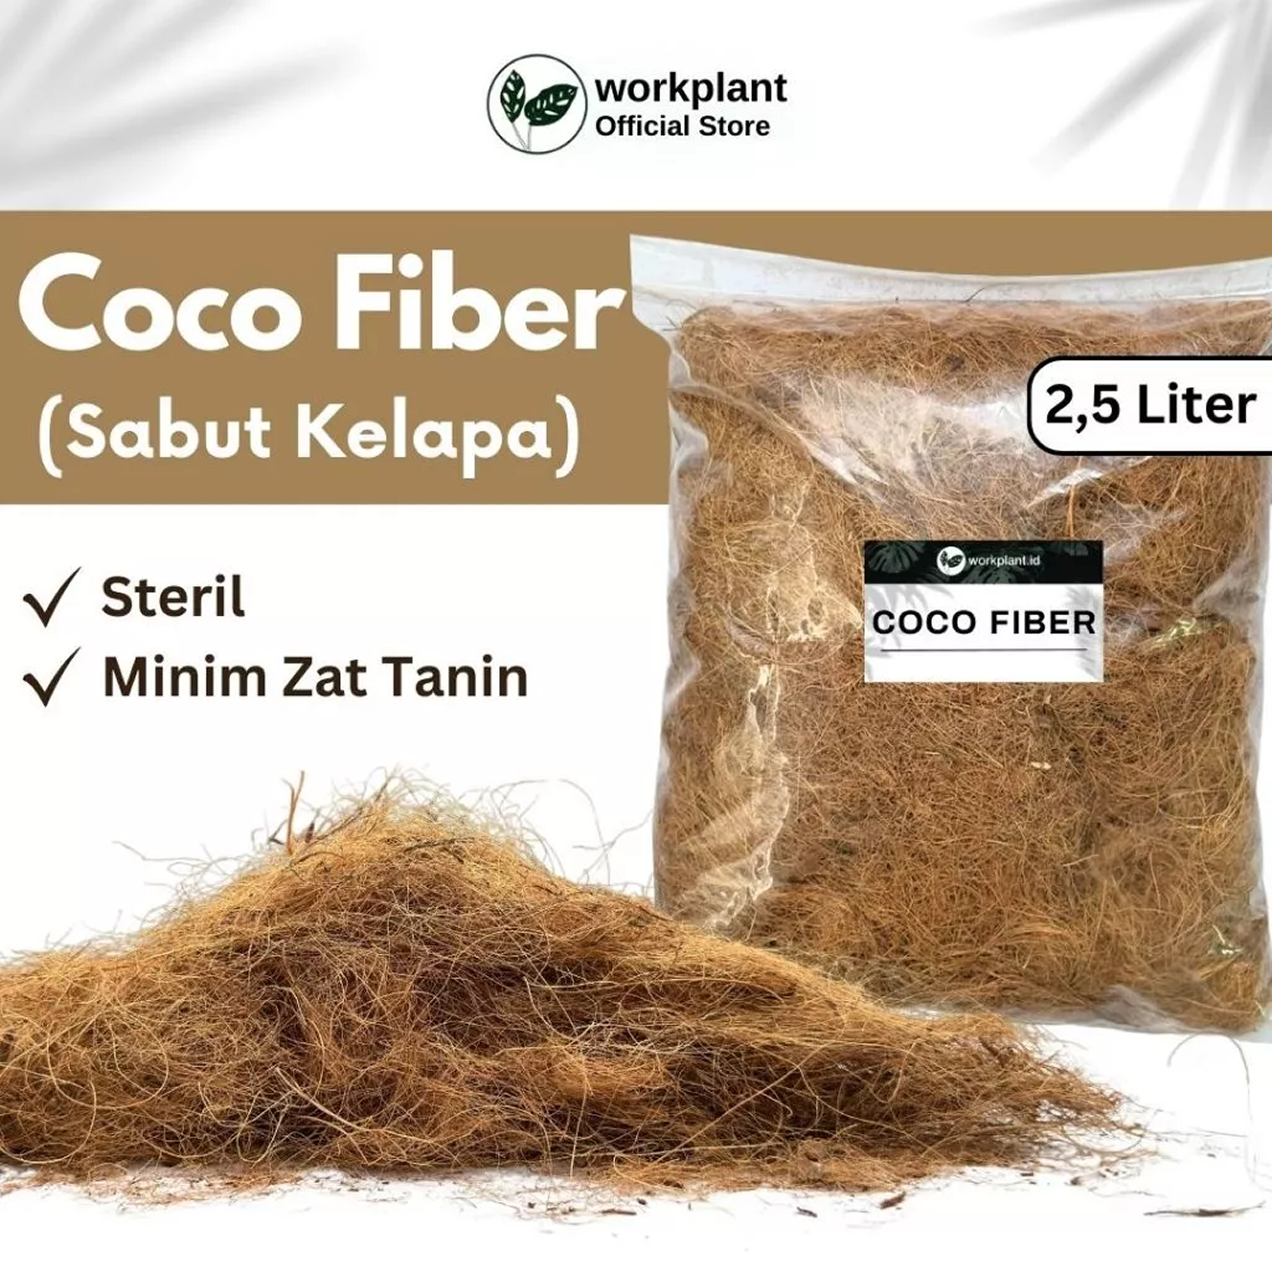 workplant
Official Store
Coco Fiber
(Sabut Kelapa)
2,5 Liter
Steril
Minim Zat Tanin
workplant.id
COCO FIBER